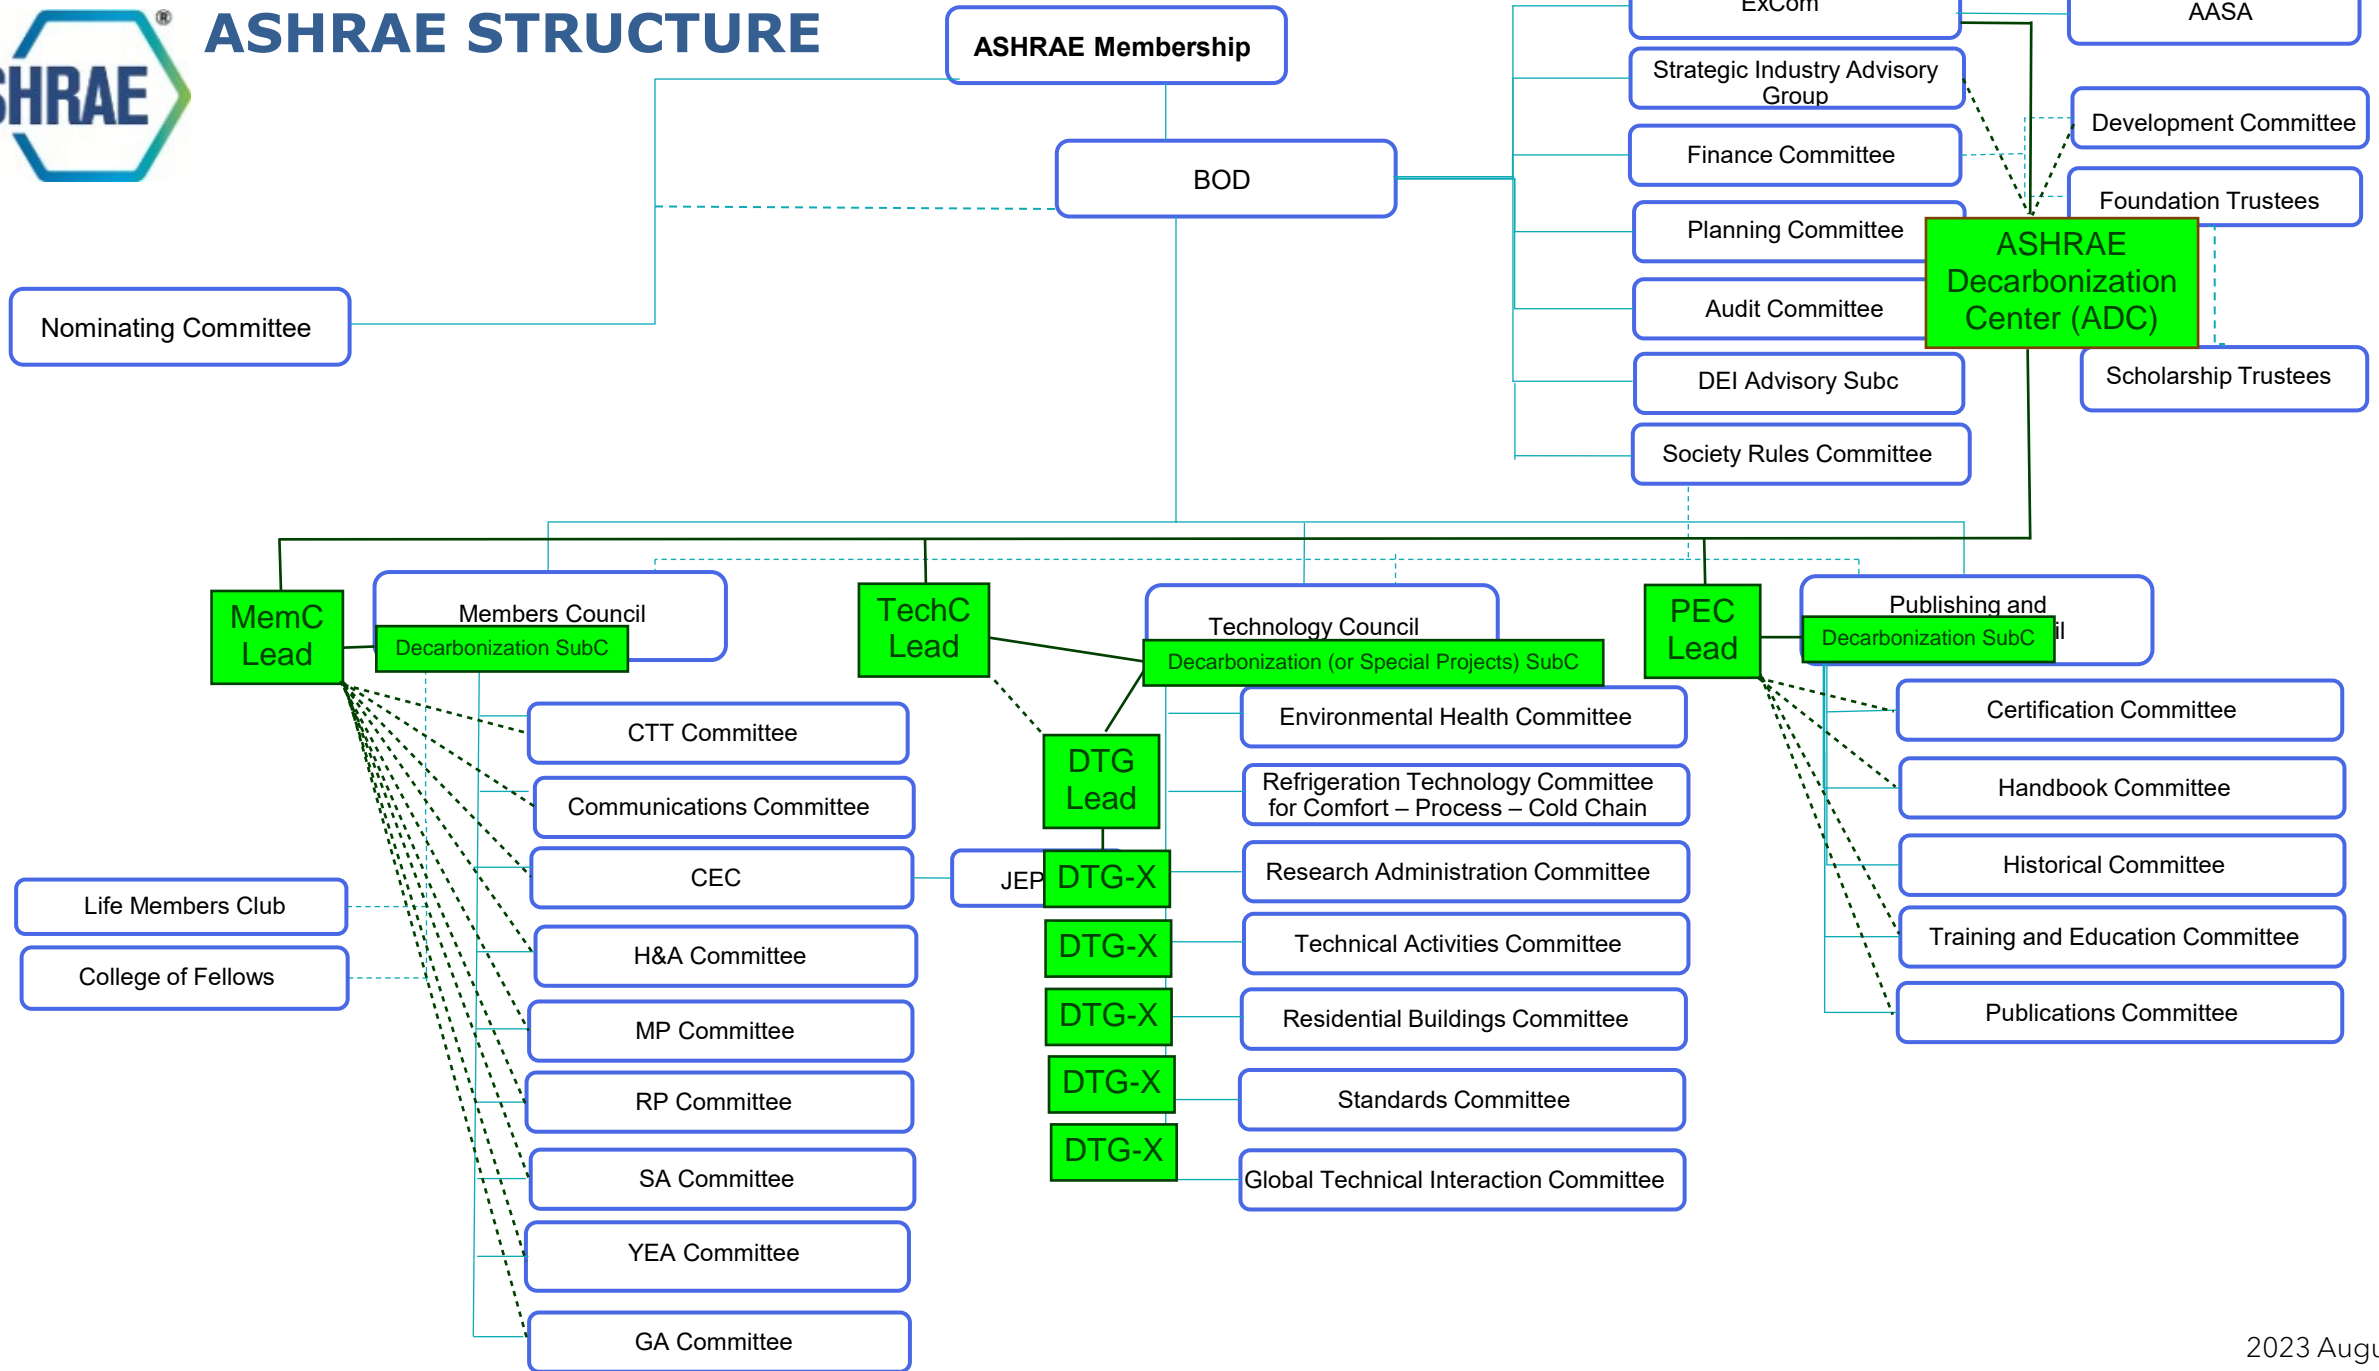 ASHRAE STRUCTURE
®
SHRAE
ASHRAE Membership
BOD
Nominating Committee
ExCom
AASA
Strategic Industry Advisory
Group
Development Committee
Finance Committee
Foundation Trustees
Planning Committee
ASHRAE
Decarbonization
Center (ADC)
Audit Committee
DEI Advisory Subc
Scholarship Trustees
Society Rules Committee
MemC
Lead
Members Council
Decarbonization SubC
TechC
Lead
Technology Council
Decarbonization (or Special Projects) SubC
PEC
Lead
Publishing and
il
Decarbonization SubC
CTT Committee
Communications Committee
CEC
JEP
H&A Committee
MP Committee
RP Committee
SA Committee
YEA Committee
GA Committee
Life Members Club
College of Fellows
DTG
Lead
DTG-X
DTG-X
DTG-X
DTG-X
DTG-X
Environmental Health Committee
Refrigeration Technology Committee
for Comfort – Process – Cold Chain
Research Administration Committee
Technical Activities Committee
Residential Buildings Committee
Standards Committee
Global Technical Interaction Committee
Certification Committee
Handbook Committee
Historical Committee
Training and Education Committee
Publications Committee
2023 Augu